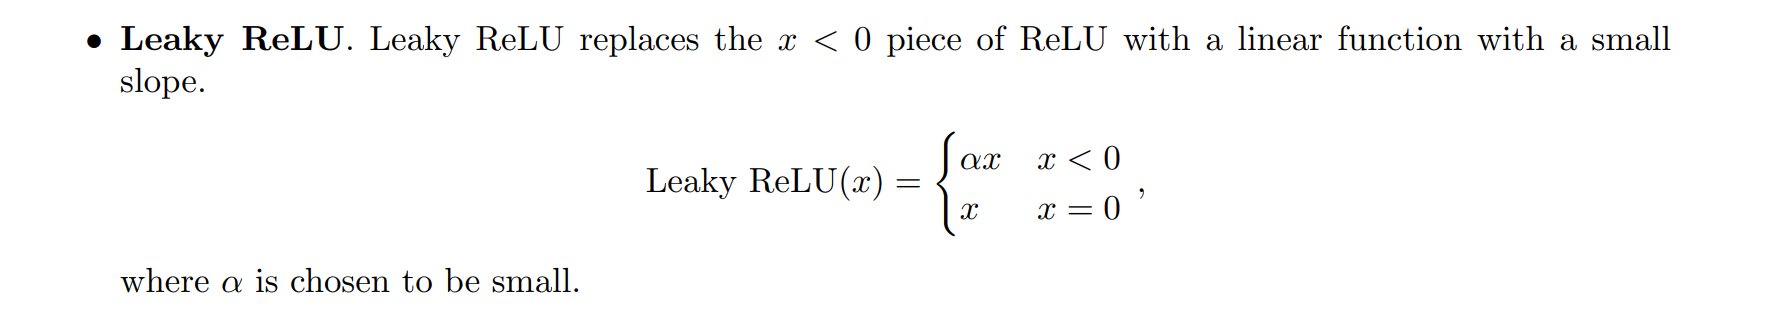 • Leaky ReLU. Leaky ReLU replaces the x < 0 piece of ReLU with a linear function with a small
slope.
Leaky ReLU(x) = { αx x < 0
x x = 0 ,
where α is chosen to be small.